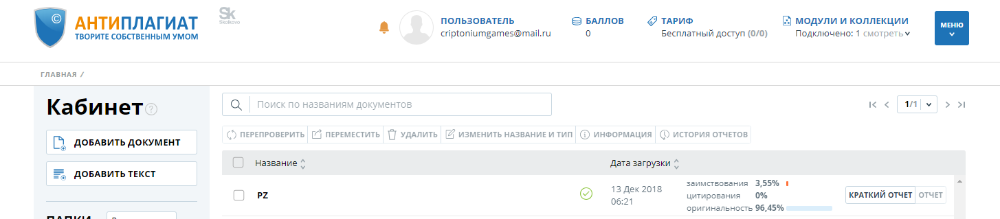 АНТИПЛАГИАТ
ТВОРИТЕ СОБСТВЕННЫМ УМОМ
©
Sk
Skolkovo
ПОЛЬЗОВАТЕЛЬ
criptoniumgames@mail.ru
БАЛЛОВ
0
ТАРИФ
Бесплатный доступ (0/0)
МОДУЛИ И КОЛЛЕКЦИИ
Подключено: 1 смотреть
МЕНЮ
ГЛАВНАЯ /
Кабинет ?
ДОБАВИТЬ ДОКУМЕНТ
ДОБАВИТЬ ТЕКСТ
Поиск по названиям документов
1/1
ПЕРЕПРОВЕРИТЬ ПЕРЕМЕСТИТЬ УДАЛИТЬ ИЗМЕНИТЬ НАЗВАНИЕ И ТИП ИНФОРМАЦИЯ ИСТОРИЯ ОТЧЕТОВ
Название Дата загрузки
PZ
13 Дек 2018
06:21
заимствования 3,55%
цитирования 0%
оригинальность 96,45%
КРАТКИЙ ОТЧЕТ ОТЧЕТ
ПАПКИ